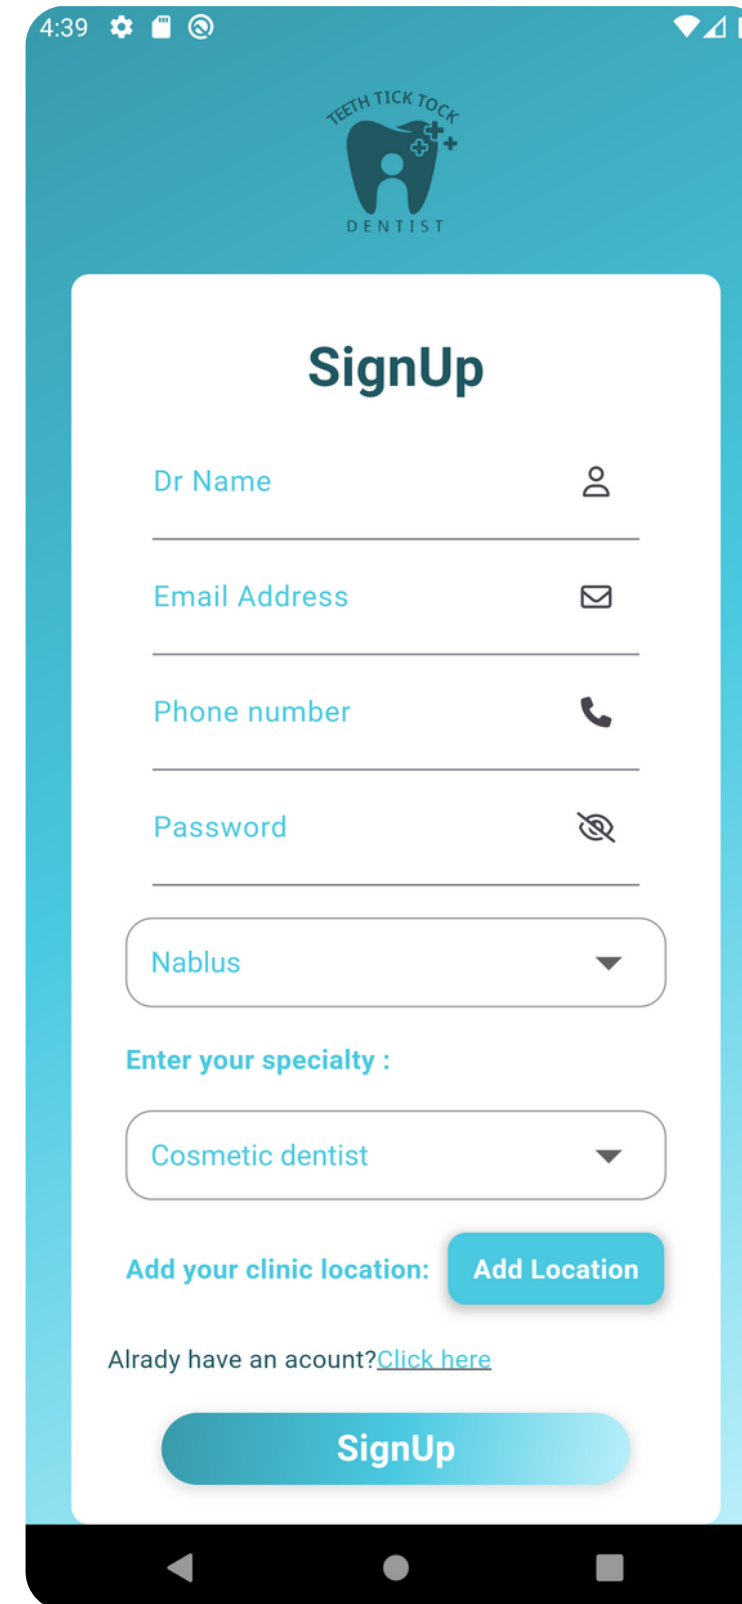 4:39
TEETH TICK TOCK
DENTIST
SignUp
Dr Name
Email Address
Phone number
Password
Nablus
Enter your specialty :
Cosmetic dentist
Add your clinic location: Add Location
Alrady have an acount?Click here
SignUp